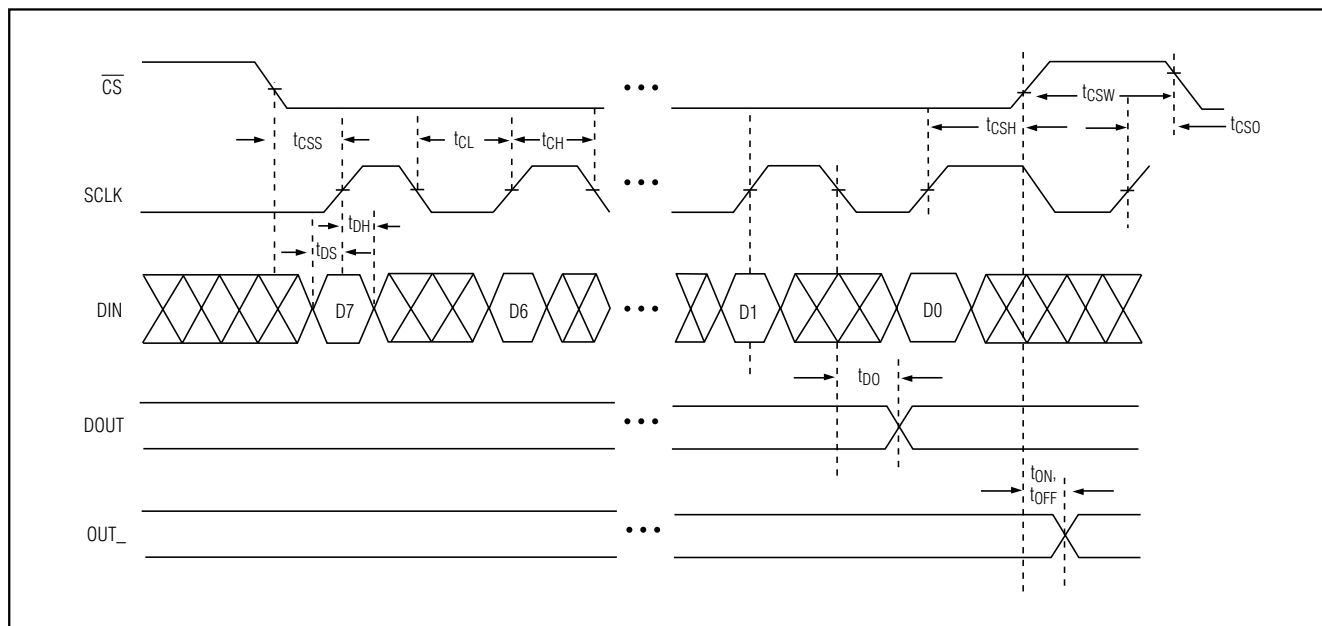 CS
tCSW
tCSS
tCL
tCH
tCSH
tCSO
SCLK
tDH
tDS
DIN
D7
D6
D1
D0
tDO
DOUT
tON,
tOFF
OUT_